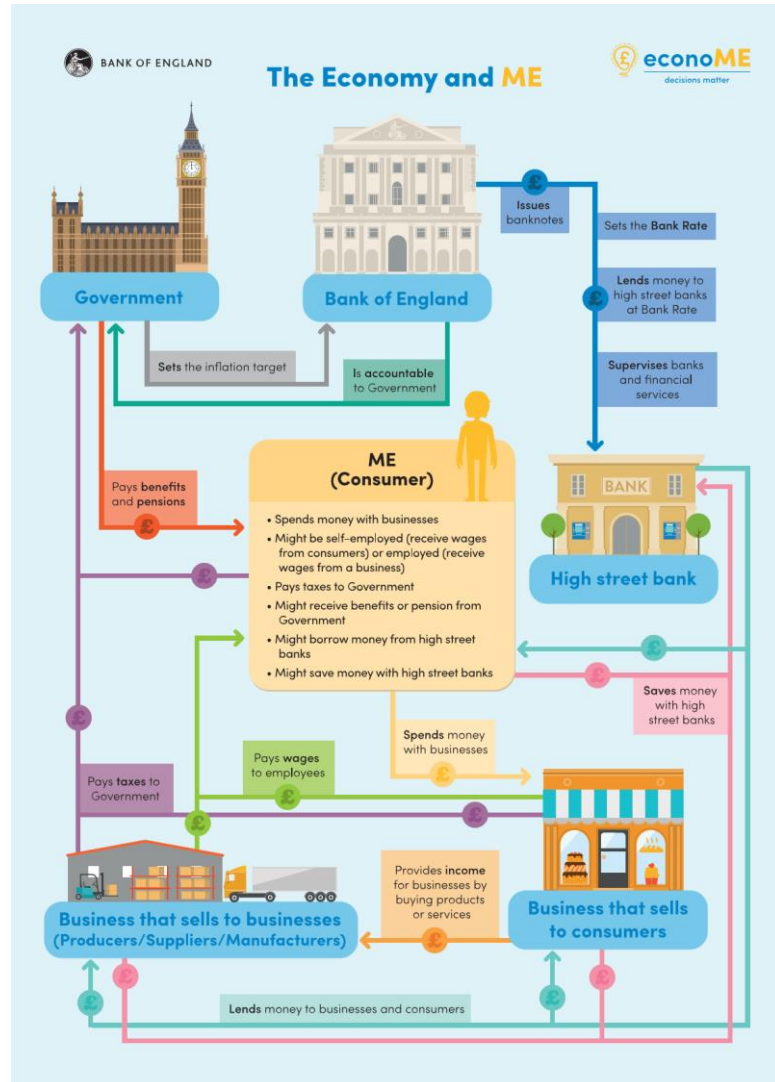 BANK OF ENGLAND
The Economy and ME
econoME
decisions matter
Government
Bank of England
Issues
banknotes
Sets the Bank Rate
Lends money to
high street banks
at Bank Rate
Supervises banks
and financial
services
Sets the inflation target
Is accountable
to Government
Pays benefits
and pensions
£
£
£
ME
(Consumer)
• Spends money with businesses
• Might be self-employed (receive wages
from consumers) or employed (receive
wages from a business)
• Pays taxes to Government
• Might receive benefits or pension from
Government
• Might borrow money from high street
banks
• Might save money with high street banks
BANK
High street bank
£
£
£
£
Saves money
with high
street banks
Spends money
with businesses
£
Pays wages
to employees
£
Pays taxes to
Government
£
£
Business that sells to businesses
(Producers/Suppliers/Manufacturers)
Provides income
for businesses by
buying products
or services
£
Business that sells
to consumers
£
£
£
£
Lends money to businesses and consumers